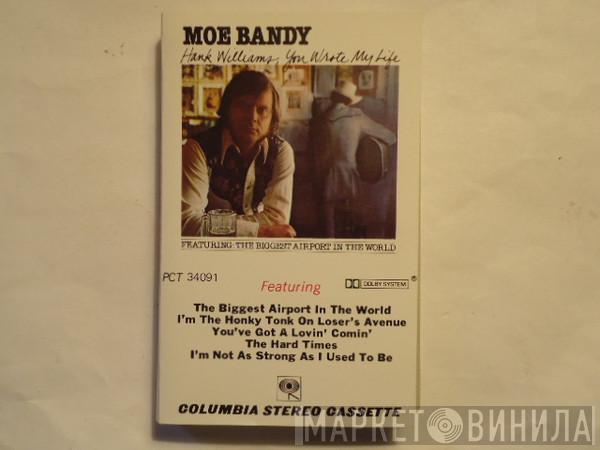 MOE BANDY
Hank Williams, You Wrote My Life
FEATURING: THE BIGGEST AIRPORT IN THE WORLD
PCT 34091
Featuring
DOLBY SYSTEM ®
The Biggest Airport In The World
I'm The Honky Tonk On Loser's Avenue
You've Got A Lovin' Comin'
The Hard Times
I'm Not As Strong As I Used To Be
COLUMBIA STEREO CASSETTE
МАРКЕТ ВИНИЛА